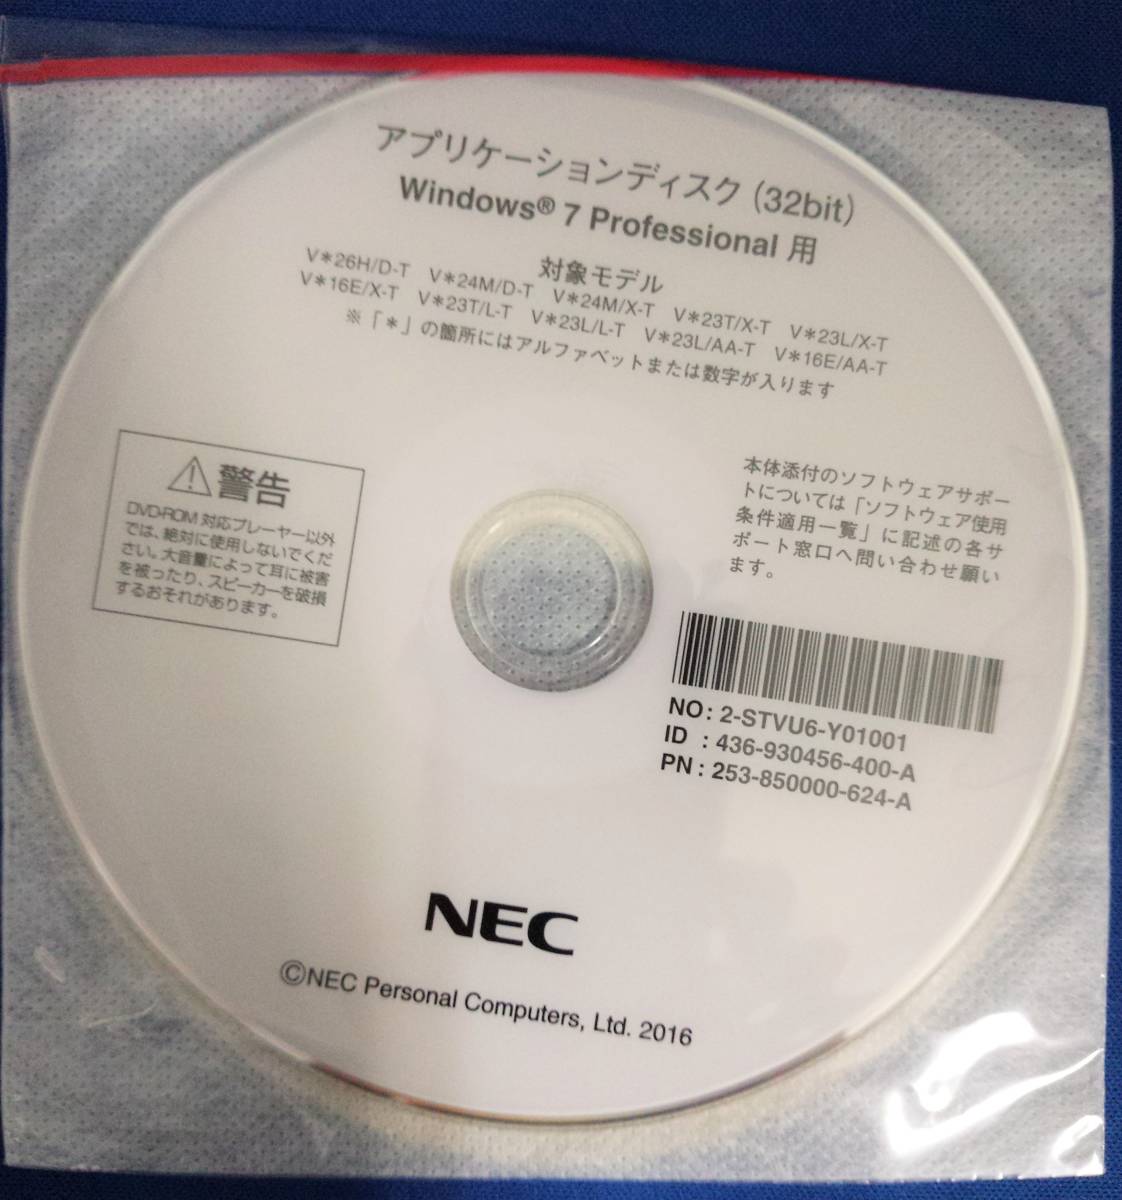 アプリケーションディスク (32bit)
Windows® 7 Professional 用
対象モデル
V＊26H/D-T V＊24M/D-T V＊24M/X-T V＊23T/X-T V＊23L/X-T
V＊16E/X-T V＊23T/L-T V＊23L/L-T V＊23L/AA-T V＊16E/AA-T
※「＊」の箇所にはアルファベットまたは数字が入ります
警告
DVD-ROM 対応プレーヤー以外
では、絶対に使用しないでくだ
さい。大音量によって耳に被害
を被ったり、スピーカーを破損
するおそれがあります。
本体添付のソフトウェアサポー
トについては「ソフトウェア使用
条件適用一覧」に記述の各サ
ポート窓口へ問い合わせ願い
ます。
NO : 2-STVU6-Y01001
ID : 436-930456-400-A
PN : 253-850000-624-A
NEC
©NEC Personal Computers, Ltd. 2016